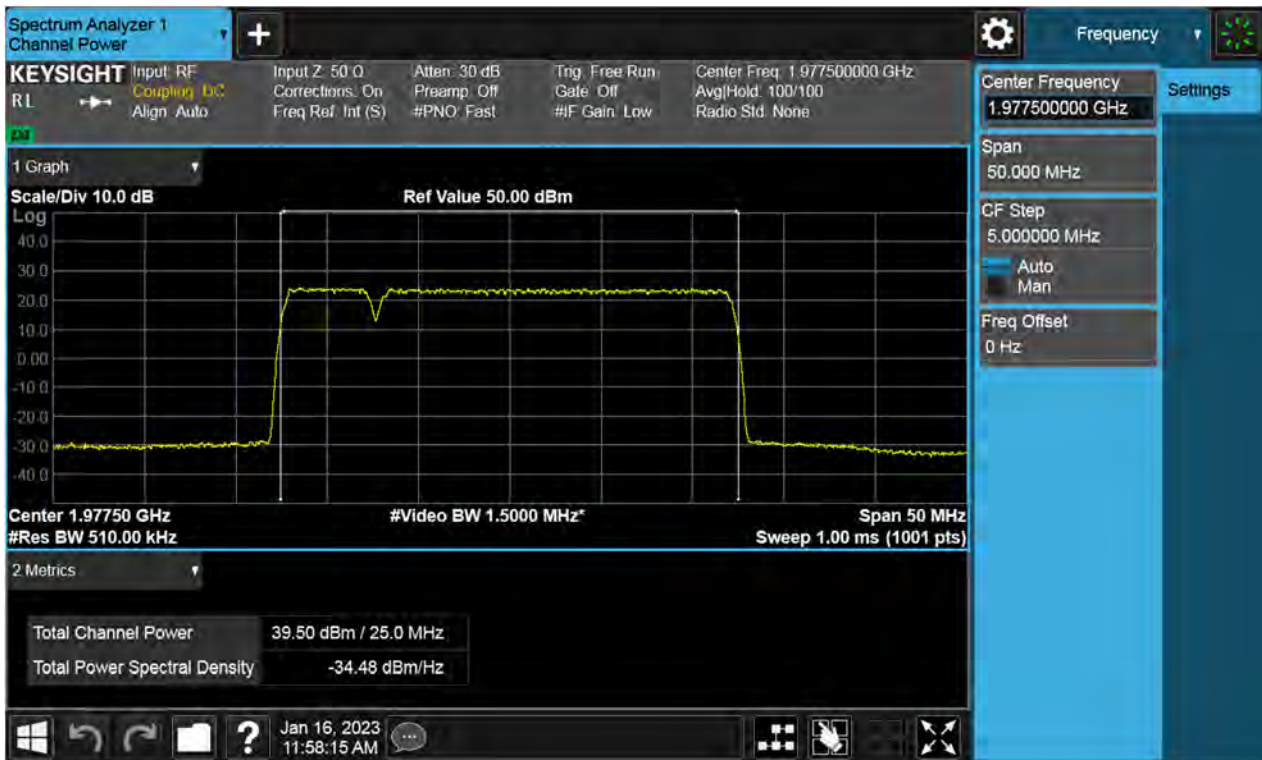 Spectrum Analyzer 1
Channel Power
+
Frequency
KEYSIGHT
RL
Input: RF
Coupling: DC
Align: Auto
Input Z: 50 Ω
Corrections: On
Freq Ref: Int (S)
Atten: 30 dB
Preamp: Off
#PNO: Fast
Trig: Free Run
Gate: Off
#IF Gain: Low
Center Freq: 1.977500000 GHz
Avg|Hold: 100/100
Radio Std: None
Center Frequency
1.977500000 GHz
Settings
Span
50.000 MHz
CF Step
5.000000 MHz
Auto
Man
Freq Offset
0 Hz
1 Graph
Scale/Div 10.0 dB
Ref Value 50.00 dBm
Log
40.0
30.0
20.0
10.0
0.00
-10.0
-20.0
-30.0
-40.0
Center 1.97750 GHz
#Video BW 1.5000 MHz*
Span 50 MHz
#Res BW 510.00 kHz
Sweep 1.00 ms (1001 pts)
2 Metrics
Total Channel Power 39.50 dBm / 25.0 MHz
Total Power Spectral Density -34.48 dBm/Hz
?
Jan 16, 2023
11:58:15 AM